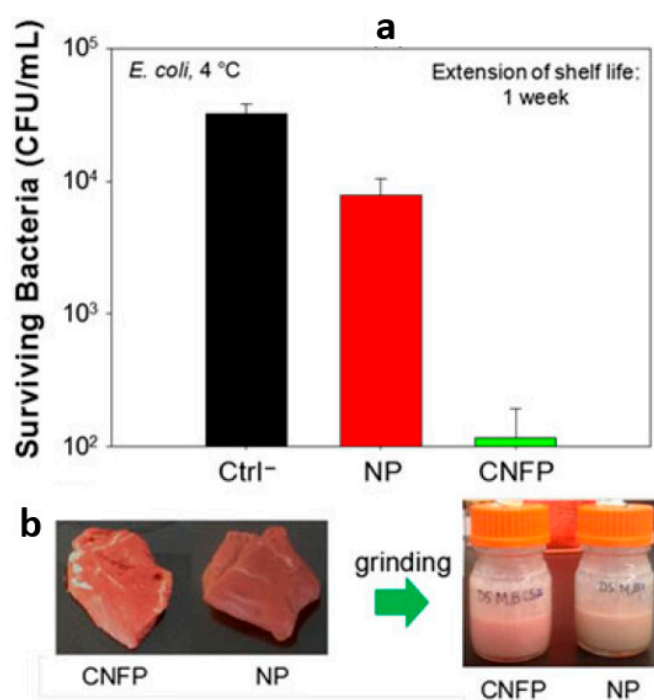 a
10⁵
E. coli, 4 °C
Extension of shelf life:
1 week
10⁴
10³
10²
Surviving Bacteria (CFU/mL)
Ctrl⁻
NP
CNFP
b
grinding
CNFP
NP
CNFP
NP